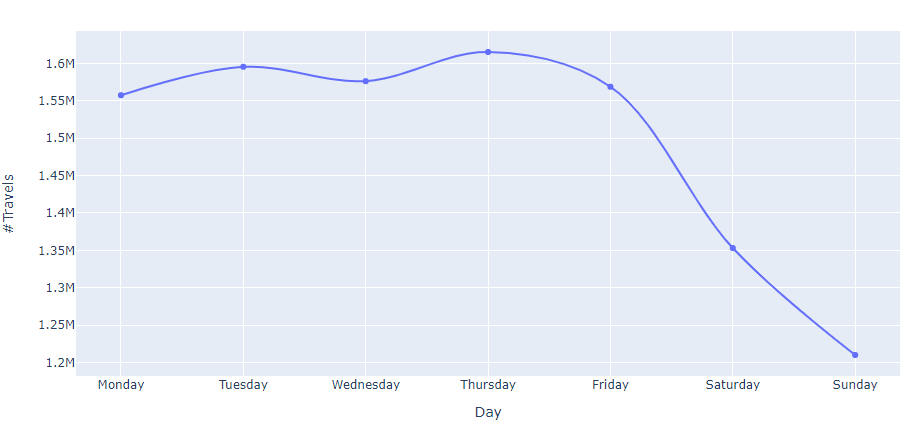 #Travels
1.6M
1.55M
1.5M
1.45M
1.4M
1.35M
1.3M
1.25M
1.2M
Monday Tuesday Wednesday Thursday Friday Saturday Sunday
Day